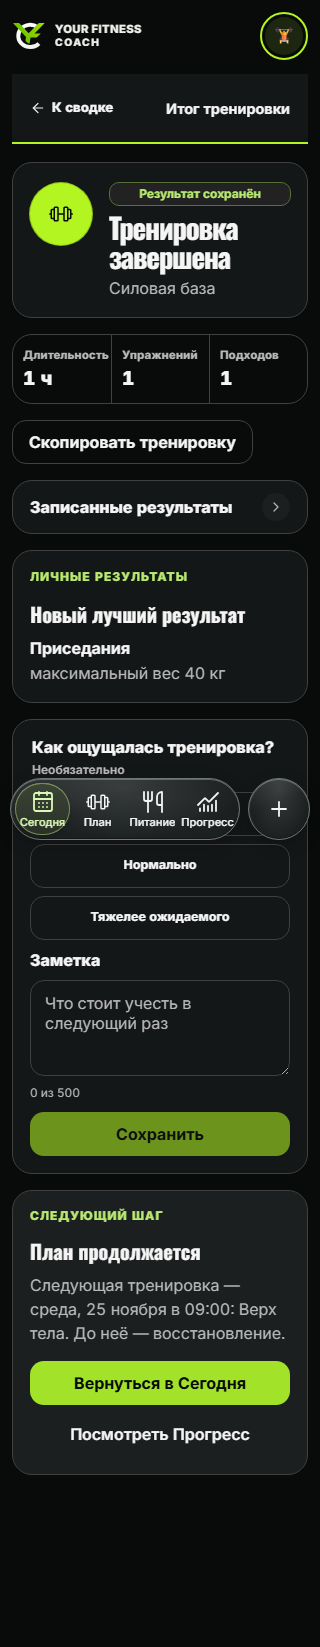 YOUR FITNESS
COACH
К сводке
Итог тренировки
Результат сохранён
Тренировка
завершена
Силовая база
Длительность
1 ч
Упражнений
1
Подходов
1
Скопировать тренировку
Записанные результаты
ЛИЧНЫЕ РЕЗУЛЬТАТЫ
Новый лучший результат
Приседания
максимальный вес 40 кг
Как ощущалась тренировка?
Необязательно
Сегодня
План
Питание
Прогресс
Нормально
Тяжелее ожидаемого
Заметка
Что стоит учесть в
следующий раз
0 из 500
Сохранить
СЛЕДУЮЩИЙ ШАГ
План продолжается
Следующая тренировка —
среда, 25 ноября в 09:00: Верх
тела. До неё — восстановление.
Вернуться в Сегодня
Посмотреть Прогресс